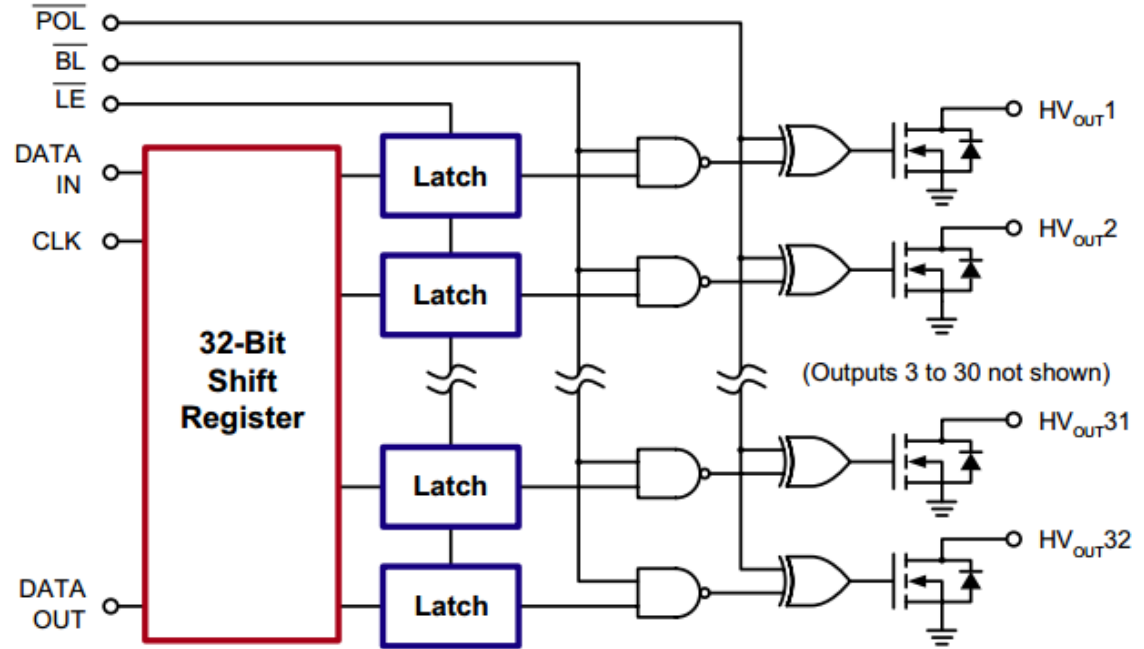 POL
BL
LE
DATA
IN
CLK
32-Bit
Shift
Register
DATA
OUT
Latch
Latch
Latch
Latch
HVOUT1
HVOUT2
(Outputs 3 to 30 not shown)
HVOUT31
HVOUT32